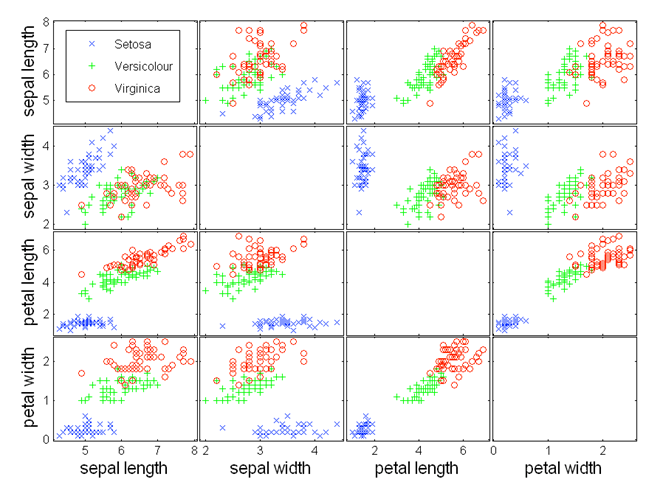 Setosa
Versicolour
Virginica
sepal length
8
7
6
5
sepal width
4
3
2
petal length
6
4
2
petal width
2
1
0
5 6 7 8 2 3 4 2 4 6 0 1 2
sepal length sepal width petal length petal width